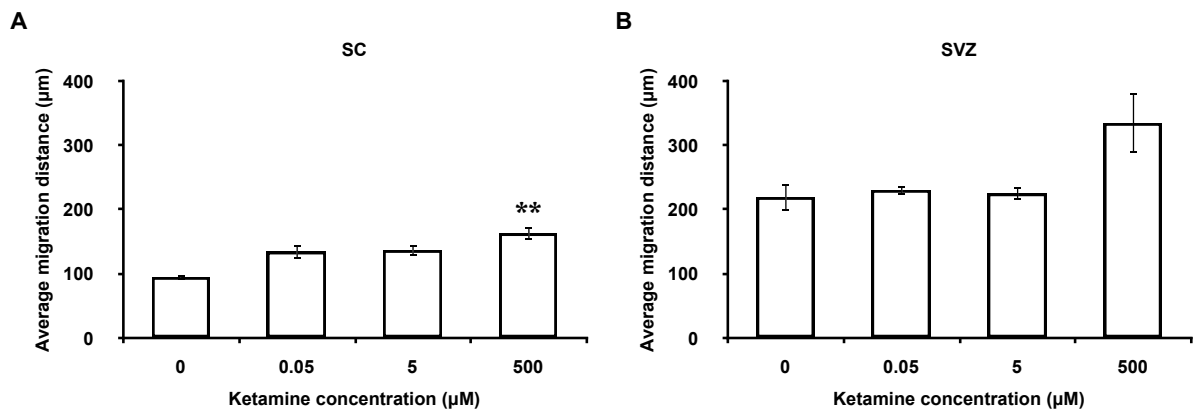 A
SC
Average migration distance (µm)
400
300
200
100
0
**
0 0.05 5 500
Ketamine concentration (µM)
B
SVZ
Average migration distance (µm)
400
300
200
100
0
0 0.05 5 500
Ketamine concentration (µM)